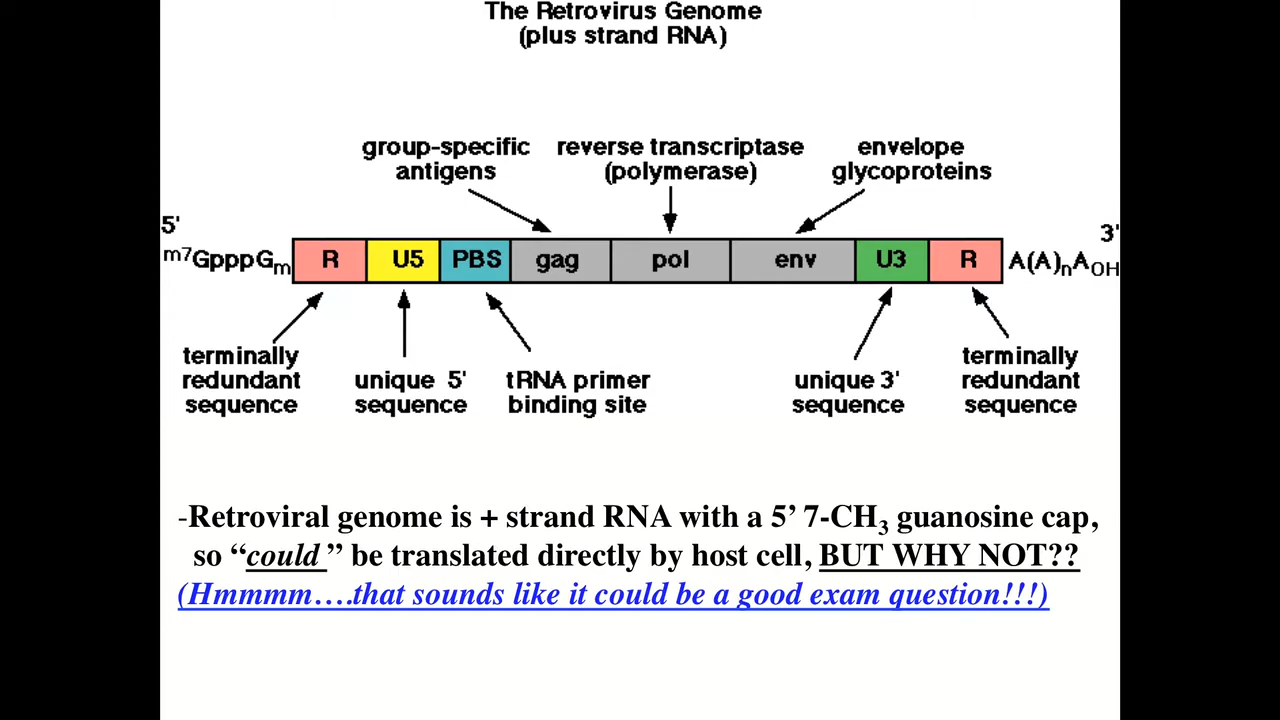 The Retrovirus Genome
(plus strand RNA)
group-specific antigens
reverse transcriptase (polymerase)
envelope glycoproteins
5'
3'
m7GpppGm R U5 PBS gag pol env U3 R A(A)nAOH
terminally redundant sequence
unique 5' sequence
tRNA primer binding site
unique 3' sequence
terminally redundant sequence
-Retroviral genome is + strand RNA with a 5’ 7-CH3 guanosine cap,
so “could ” be translated directly by host cell, BUT WHY NOT??
(Hmmmm….that sounds like it could be a good exam question!!!)